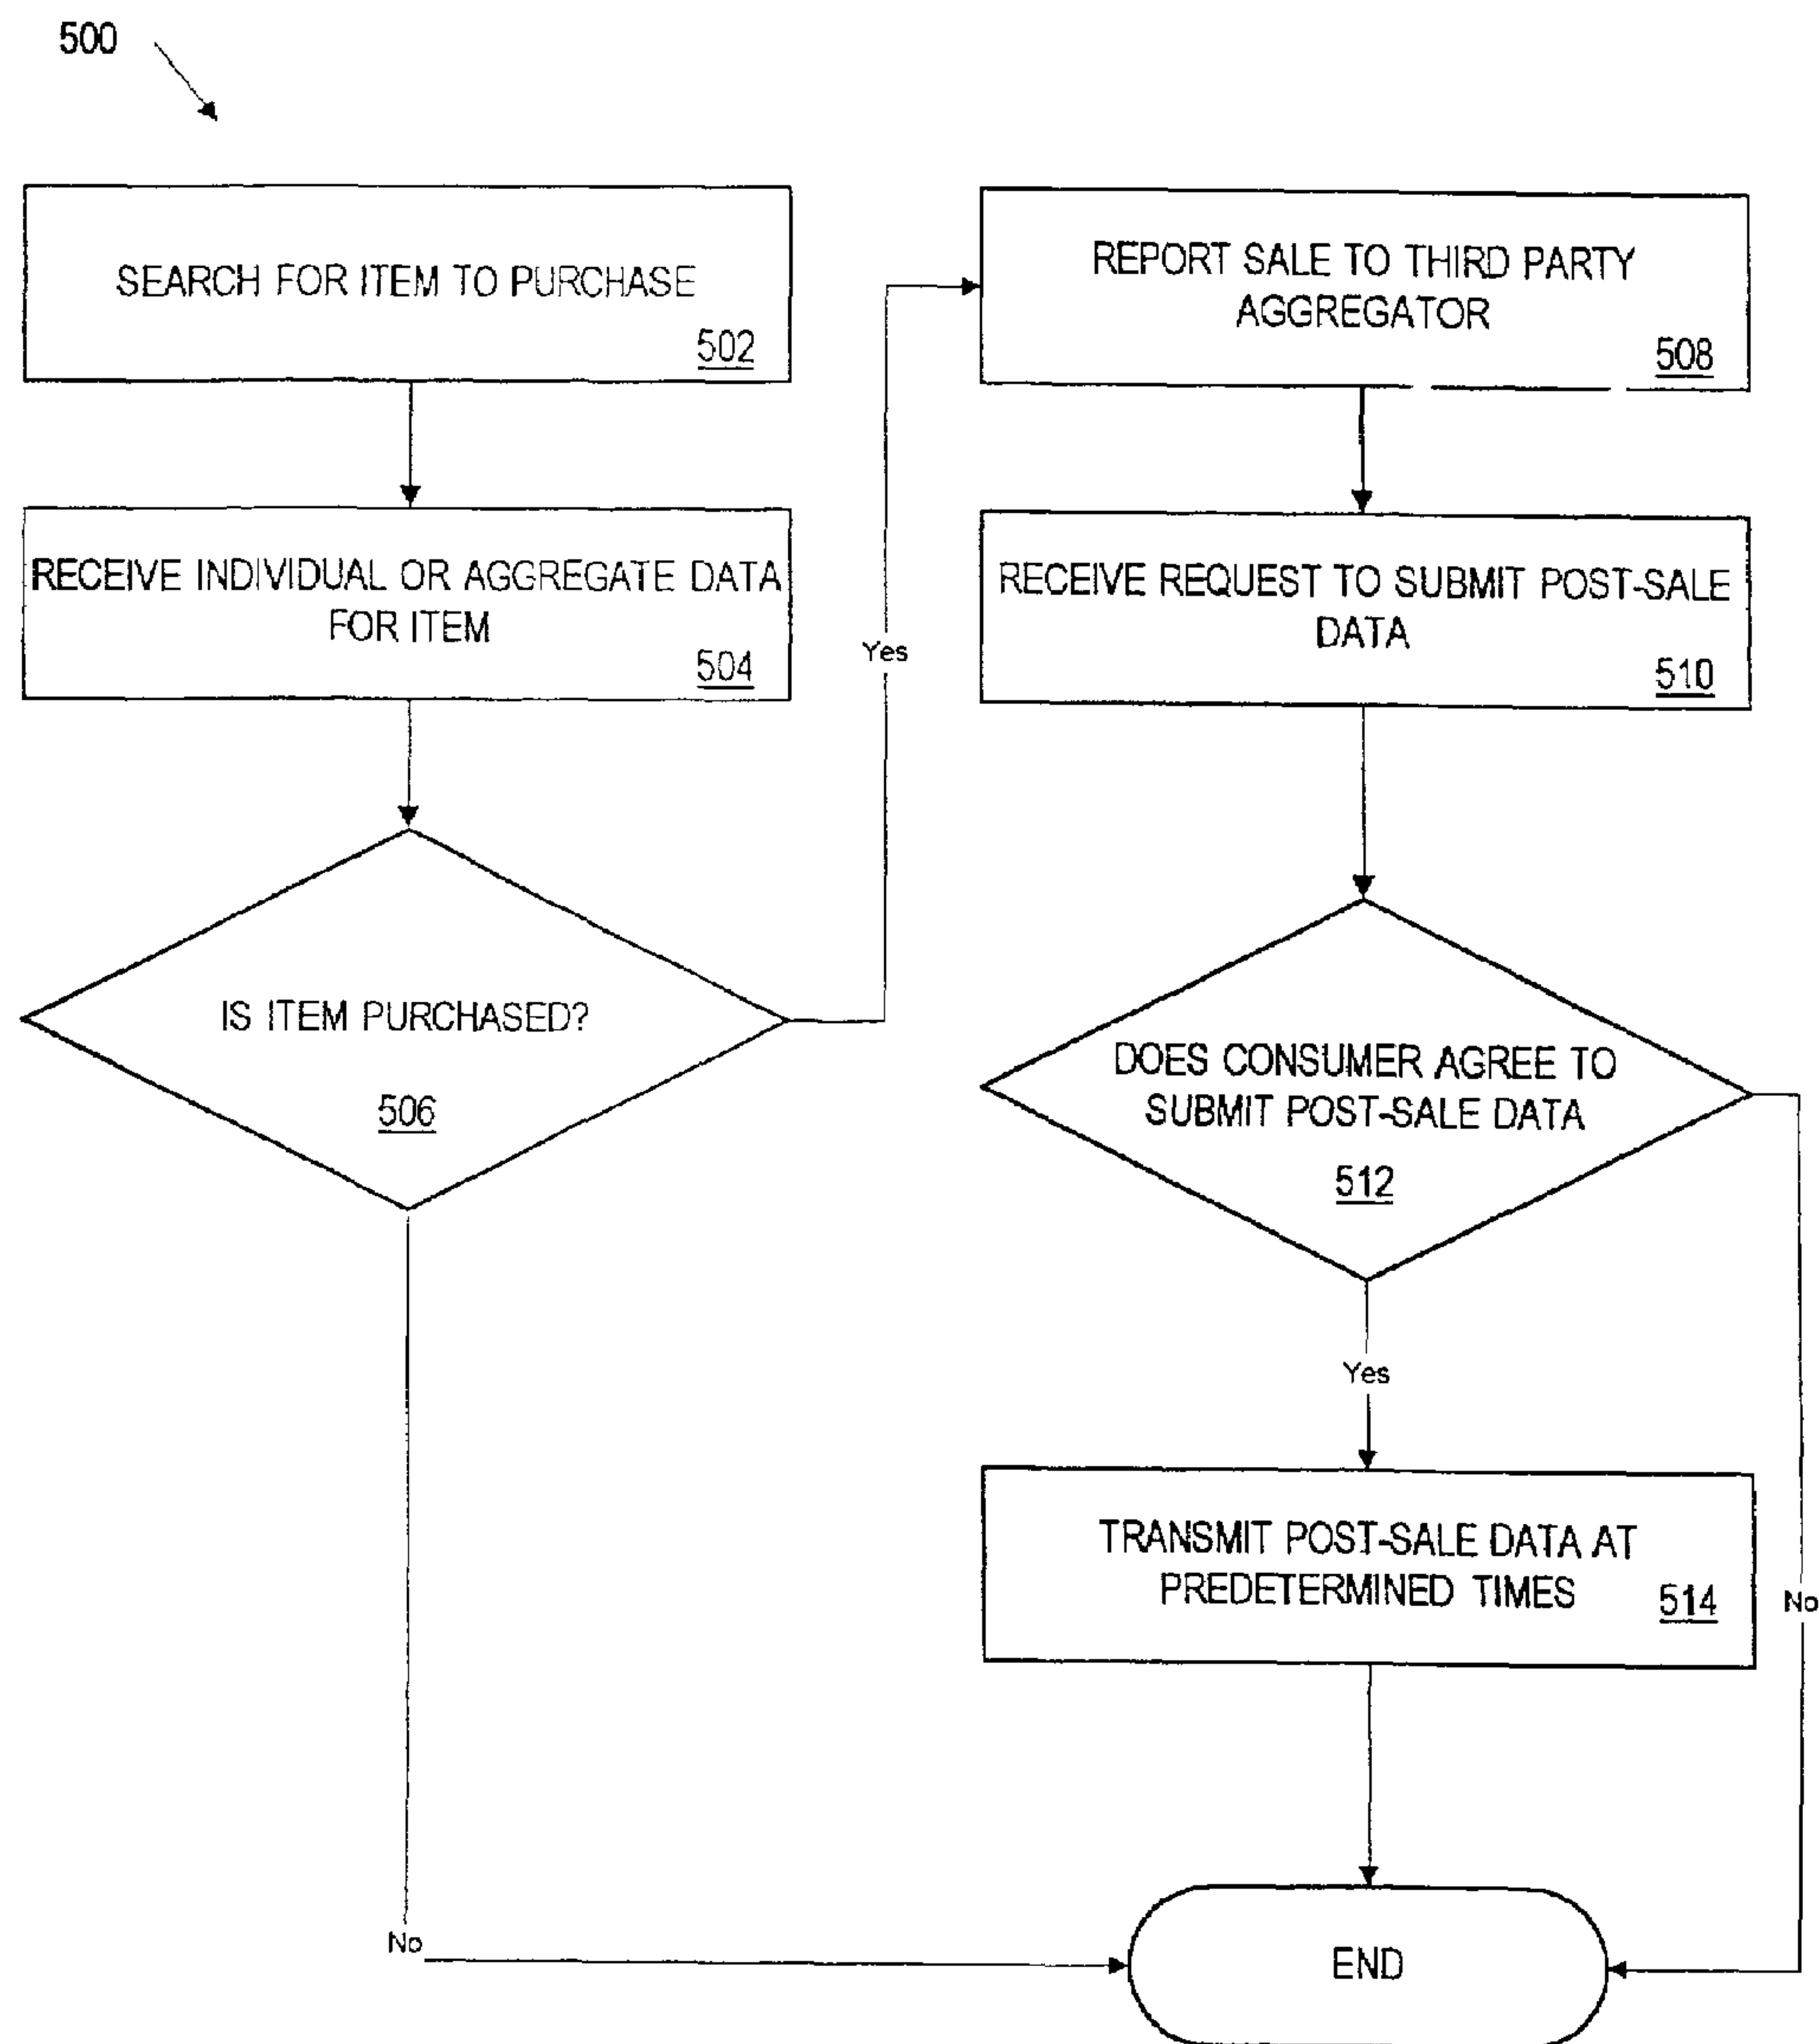 500
SEARCH FOR ITEM TO PURCHASE
502
RECEIVE INDIVIDUAL OR AGGREGATE DATA
FOR ITEM
504
IS ITEM PURCHASED?
506
Yes
No
REPORT SALE TO THIRD PARTY
AGGREGATOR
508
RECEIVE REQUEST TO SUBMIT POST-SALE
DATA
510
DOES CONSUMER AGREE TO
SUBMIT POST-SALE DATA
512
Yes
No
TRANSMIT POST-SALE DATA AT
PREDETERMINED TIMES
514
END